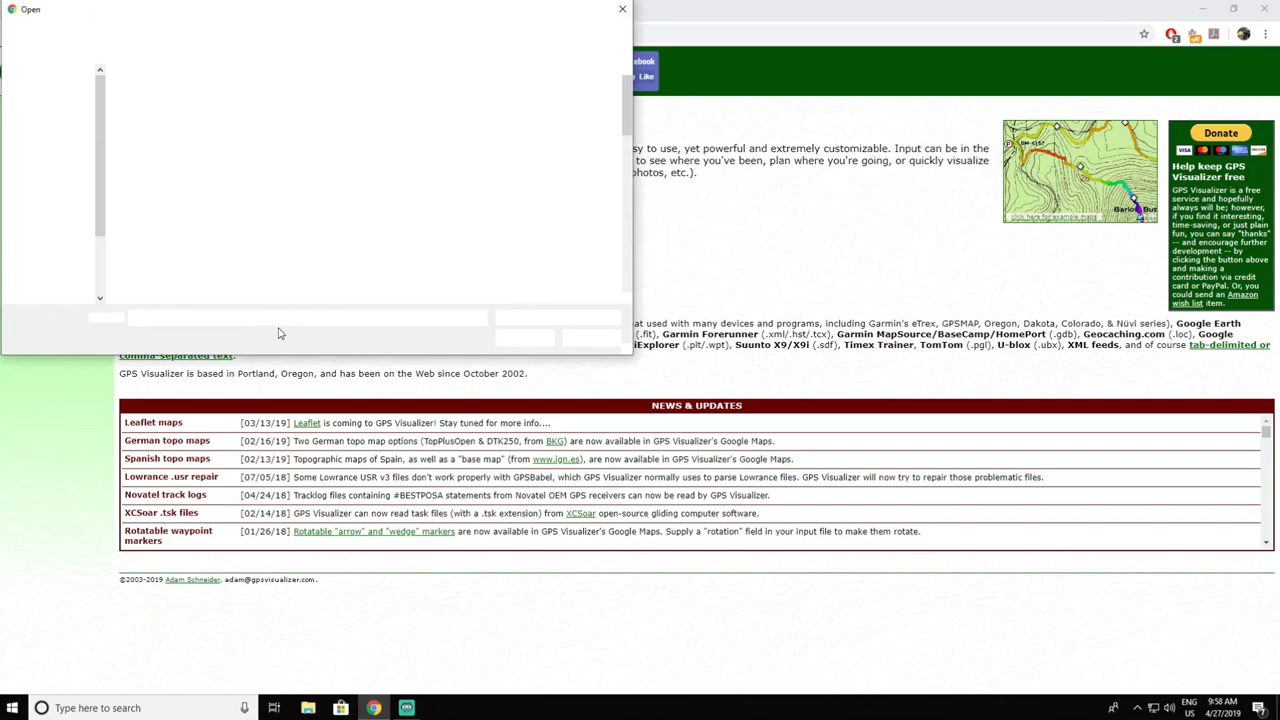 Open
cebook
Like
sy to use, yet powerful and extremely customizable. Input can be in the
to see where you've been, plan where you're going, or quickly visualize
photos, etc.).
BM 4157
click here for example maps
Donate
VISA
Help keep GPS
Visualizer free
GPS Visualizer is a free
service and hopefully
always will be; however,
if you find it interesting,
time-saving, or just plain
fun, you can say "thanks"
-- and encourage further
development -- by
clicking the button above
and making a
contribution via credit
card or PayPal. Or, you
could send an Amazon
wish list item.
at used with many devices and programs, including Garmin's eTrex, GPSMAP, Oregon, Dakota, Colorado, & Nüvi series), Google Earth
(.fit), Garmin Forerunner (.xml/.hst/.tcx), Garmin MapSource/BaseCamp/HomePort (.gdb), Geocaching.com (.loc), Google
iExplorer (.plt/.wpt), Suunto X9/X9i (.sdf), Timex Trainer, TomTom (.pgl), U-blox (.ubx), XML feeds, and of course tab-delimited or
comma-separated text.
GPS Visualizer is based in Portland, Oregon, and has been on the Web since October 2002.
NEWS & UPDATES
Leaflet maps [03/13/19] Leaflet is coming to GPS Visualizer! Stay tuned for more info....
German topo maps [02/16/19] Two German topo map options (TopPlusOpen & DTK250, from BKG) are now available in GPS Visualizer's Google Maps.
Spanish topo maps [02/13/19] Topographic maps of Spain, as well as a "base map" (from www.ign.es), are now available in GPS Visualizer's Google Maps.
Lowrance .usr repair [07/05/18] Some Lowrance USR v3 files don't work properly with GPSBabel, which GPS Visualizer normally uses to parse Lowrance files. GPS Visualizer will now try to repair those problematic files.
Novatel track logs [04/24/18] Tracklog files containing #BESTPOSA statements from Novatel OEM GPS receivers can now be read by GPS Visualizer.
XCSoar .tsk files [02/14/18] GPS Visualizer can now read task files (with a .tsk extension) from XCSoar open-source gliding computer software.
Rotatable waypoint
markers [01/26/18] Rotatable "arrow" and "wedge" markers are now available in GPS Visualizer's Google Maps. Supply a "rotation" field in your input file to make them rotate.
©2003-2019 Adam Schneider, adam@gpsvisualizer.com.
Type here to search
ENG
US
9:58 AM
4/27/2019